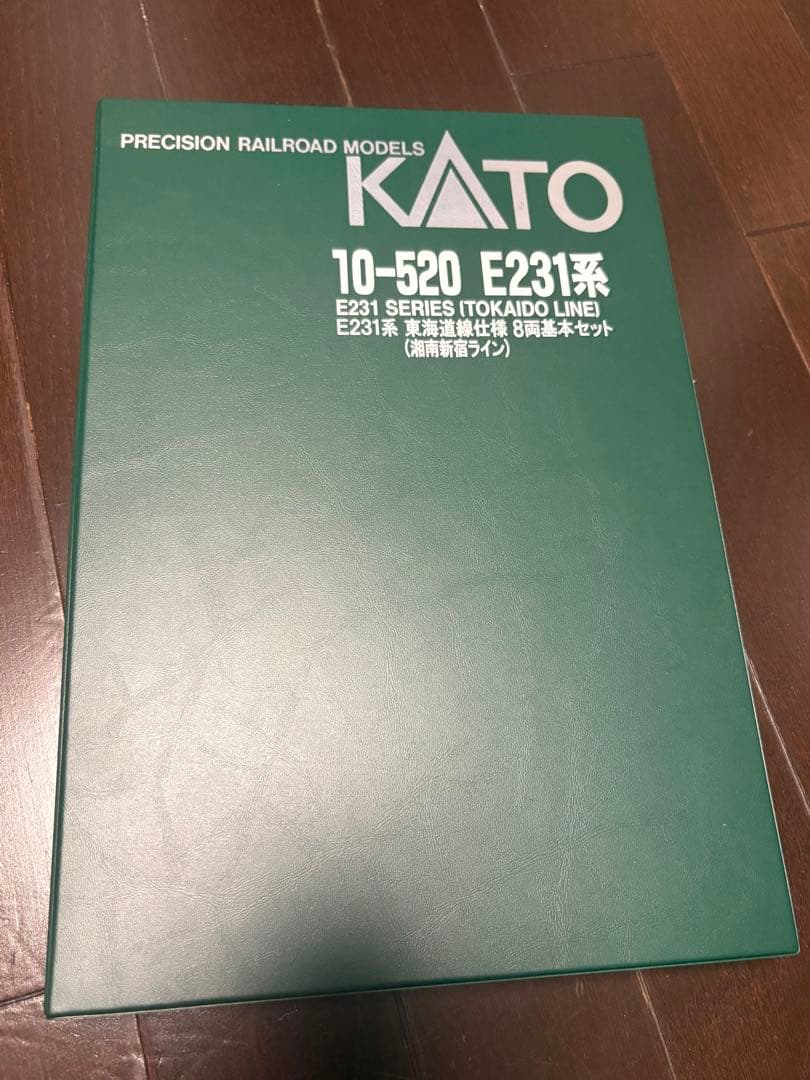 PRECISION RAILROAD MODELS
KATO
10-520 E231系
E231 SERIES (TOKAIDO LINE)
E231系 東海道線仕様 8両基本セット
(湘南新宿ライン)